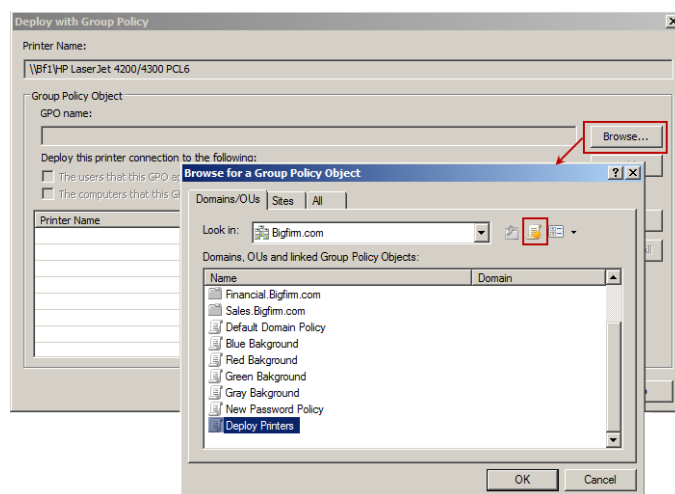 Deploy with Group Policy
Printer Name:
\\Bf1\HP LaserJet 4200/4300 PCL6
Group Policy Object
GPO name:
Browse...
Deploy this printer connection to the following:
The users that this GPO
The computers that this
Printer Name
Browse for a Group Policy Object
Domains/OUs Sites All
Look in: Bigfirm.com
Domains, OUs and linked Group Policy Objects:
Name Domain
Financial.Bigfirm.com
Sales.Bigfirm.com
Default Domain Policy
Blue Bakground
Red Bakground
Green Bakground
Gray Bakground
New Password Policy
Deploy Printers
OK Cancel